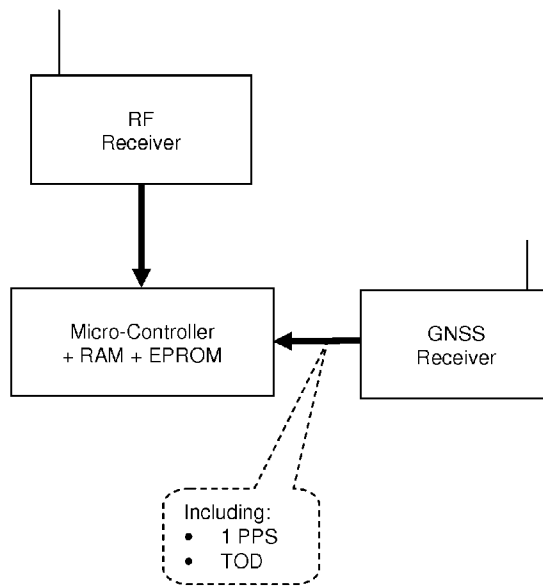 RF
Receiver
Micro-Controller
+ RAM + EPROM
GNSS
Receiver
Including:
• 1 PPS
• TOD